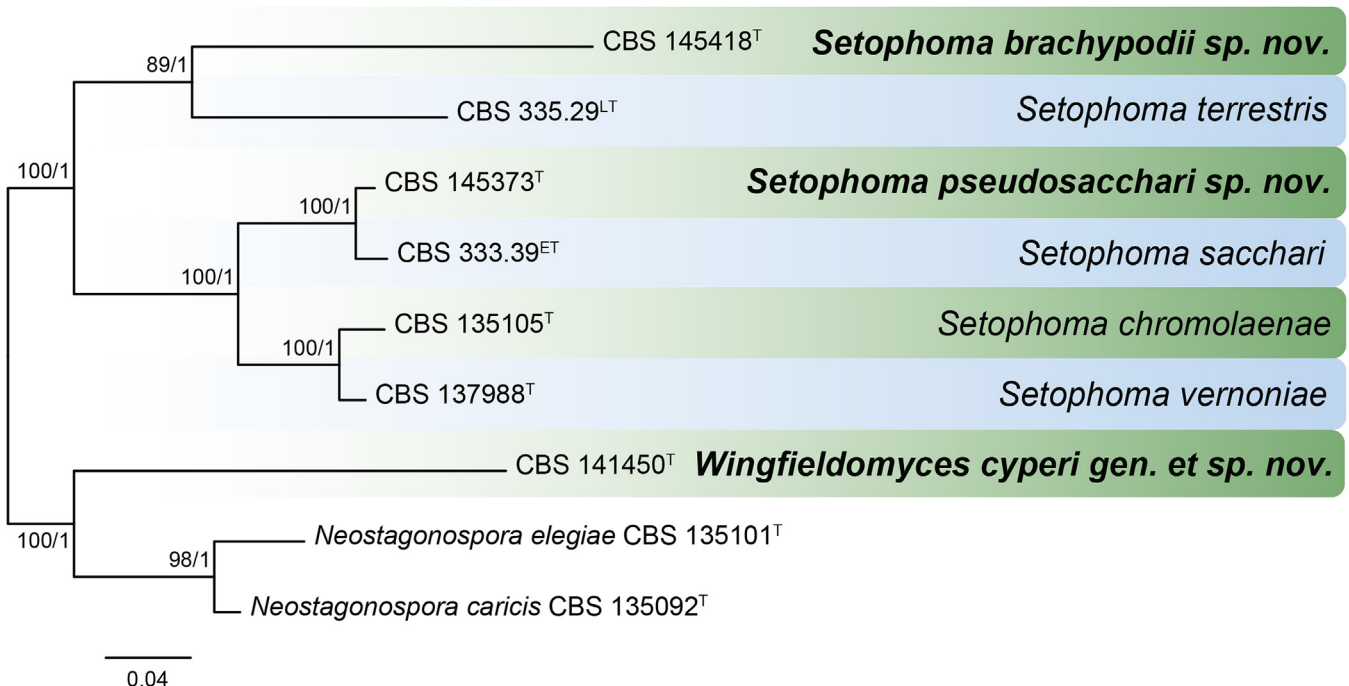 CBS 145418T Setophoma brachypodii sp. nov.
89/1
CBS 335.29LT Setophoma terrestris
100/1
CBS 145373T Setophoma pseudosacchari sp. nov.
100/1
CBS 333.39ET Setophoma sacchari
100/1
CBS 135105T Setophoma chromolaenae
100/1
CBS 137988T Setophoma vernoniae
CBS 141450T Wingfieldomyces cyperi gen. et sp. nov.
100/1
Neostagonospora elegiae CBS 135101T
98/1
Neostagonospora caricis CBS 135092T
0.04